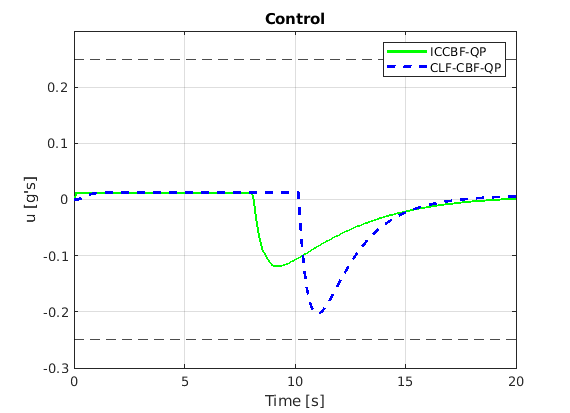 Control
ICCBF-QP
CLF-CBF-QP
0.2
0.1
0
-0.1
-0.2
-0.3
u [g's]
0 5 10 15 20
Time [s]